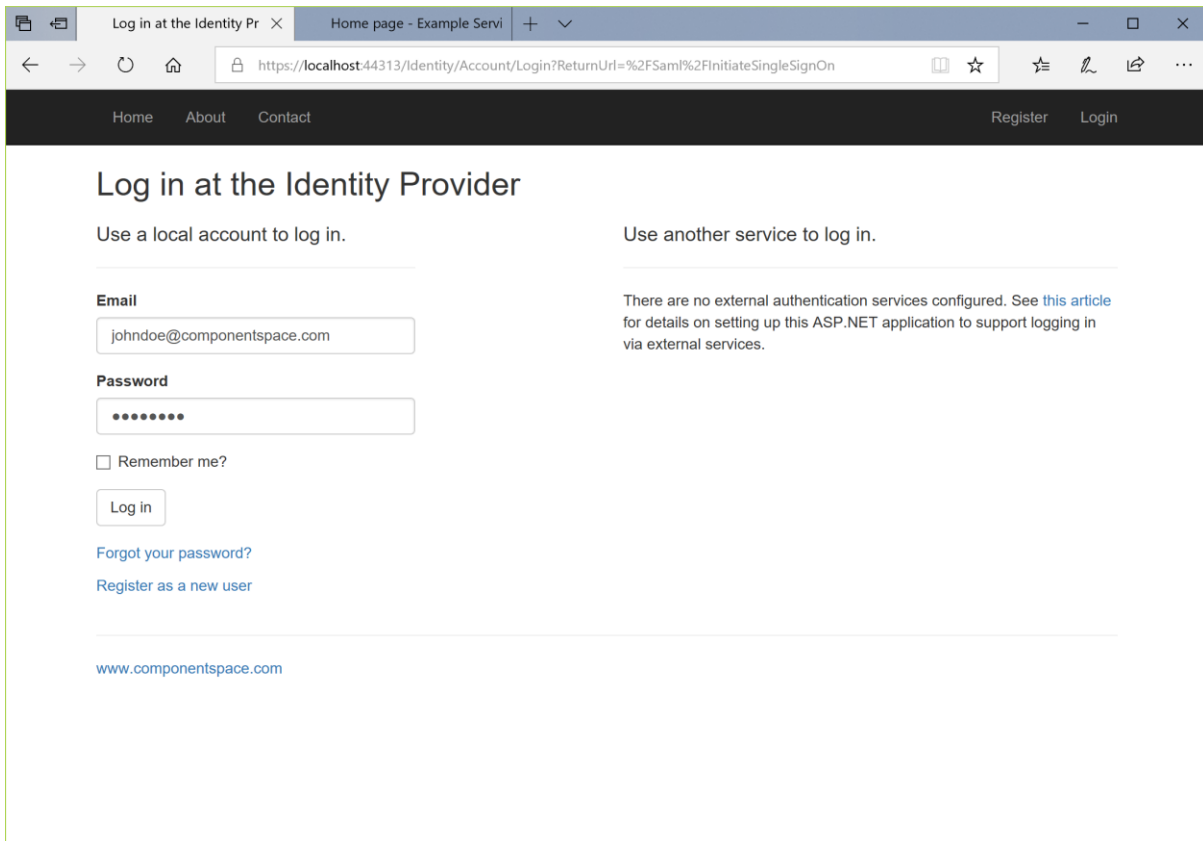 Log in at the Identity Pr
Home page - Example Servi
https://localhost:44313/Identity/Account/Login?ReturnUrl=%2FSaml%2FInitiateSingleSignOn
Home About Contact Register Login
Log in at the Identity Provider
Use a local account to log in.
Email
johndoe@componentspace.com
Password
Remember me?
Log in
Forgot your password?
Register as a new user
Use another service to log in.
There are no external authentication services configured. See this article
for details on setting up this ASP.NET application to support logging in
via external services.
www.componentspace.com